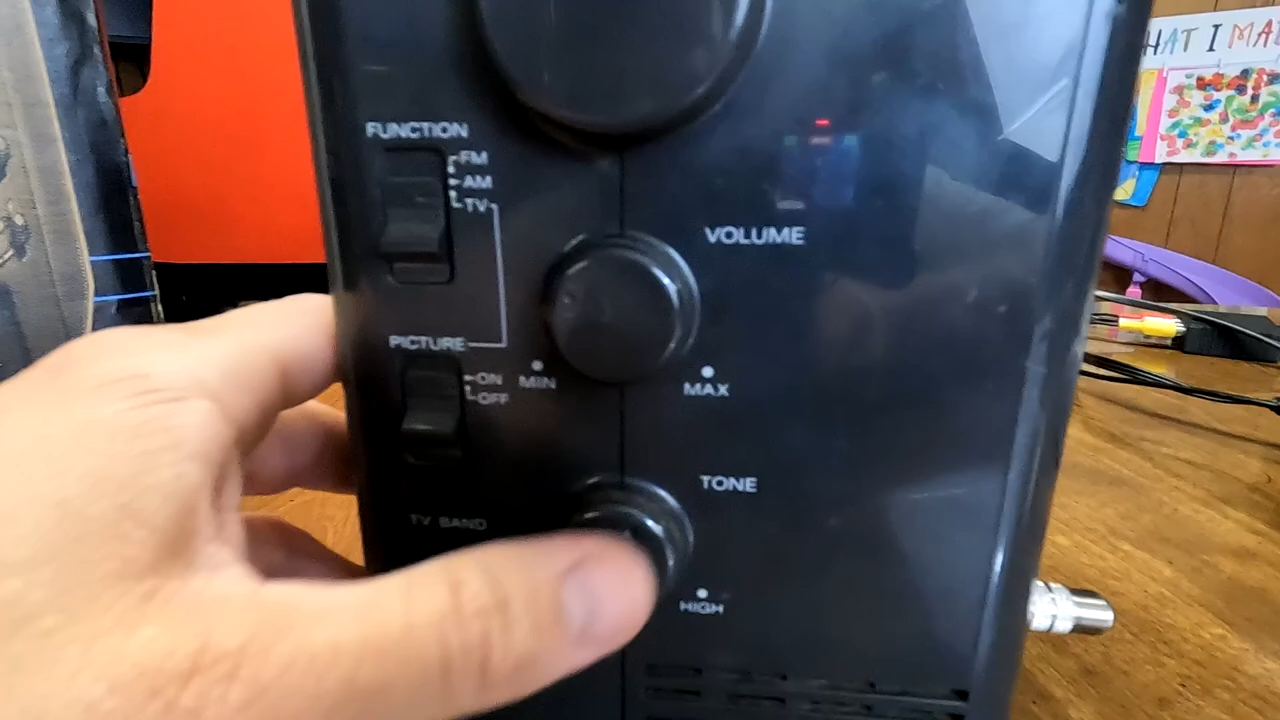 HAT I MA
FUNCTION
FM
AM
TV
VOLUME
PICTURE
ON
OFF
MIN
MAX
TONE
TV BAND
HIGH